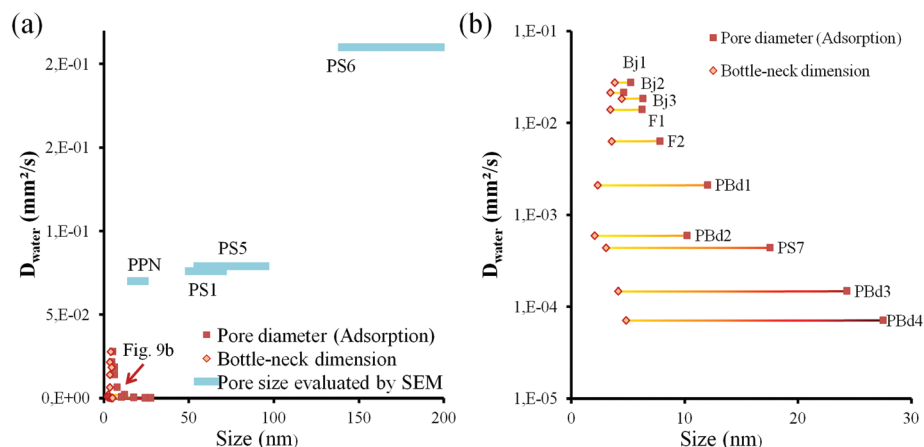 (a)
D_water (mm²/s)
2,E-01
2,E-01
1,E-01
5,E-02
0,E+00
0 50 100 150 200
Size (nm)
PS6
PPN
PS5
PS1
Fig. 9b
Pore diameter (Adsorption)
Bottle-neck dimension
Pore size evaluated by SEM
(b)
D_water (mm²/s)
1,E-01
1,E-02
1,E-03
1,E-04
1,E-05
0 10 20 30
Size (nm)
Pore diameter (Adsorption)
Bottle-neck dimension
Bj1
Bj2
Bj3
F1
F2
PBd1
PBd2
PS7
PBd3
PBd4